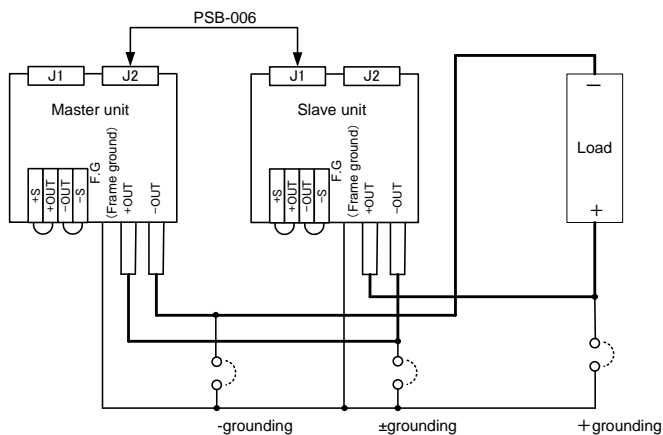 PSB-006
J1
J2
J1
J2
Master unit
Slave unit
Load
−
+
+S
+OUT
−OUT
-S
F.G
(Frame ground)
+OUT
−OUT
+S
+OUT
−OUT
-S
F.G
(Frame ground)
+OUT
−OUT
-grounding
±grounding
+grounding